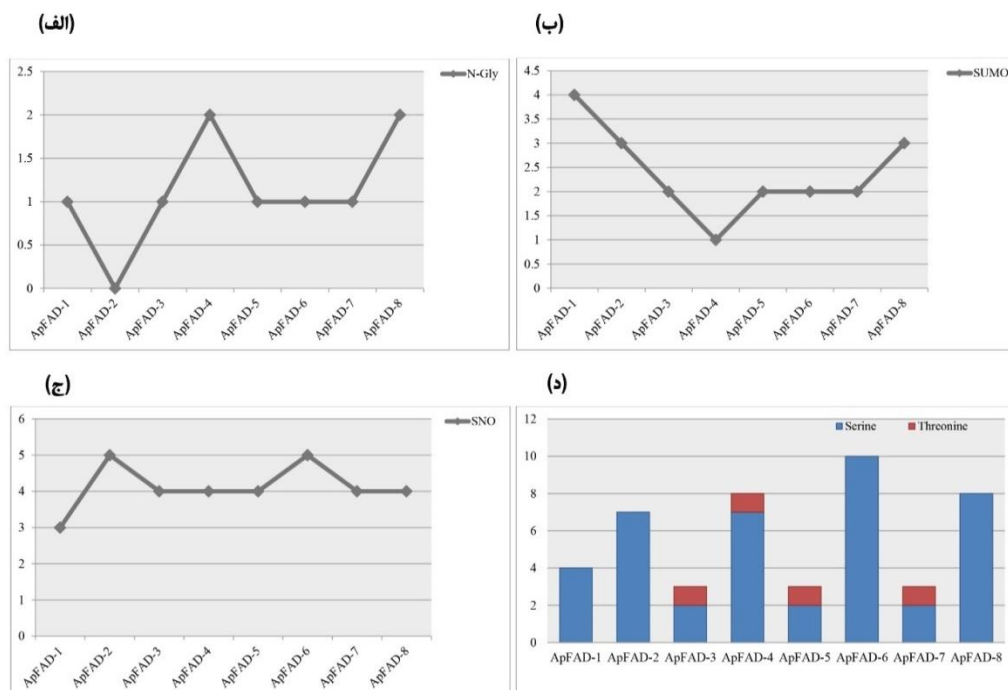 (الف)
N-Gly
2.5
2
1.5
1
0.5
0
ApFAD-1 ApFAD-2 ApFAD-3 ApFAD-4 ApFAD-5 ApFAD-6 ApFAD-7 ApFAD-8
(ب)
SUMO
4.5
4
3.5
3
2.5
2
1.5
1
0.5
0
ApFAD-1 ApFAD-2 ApFAD-3 ApFAD-4 ApFAD-5 ApFAD-6 ApFAD-7 ApFAD-8
(ج)
SNO
6
5
4
3
2
1
0
ApFAD-1 ApFAD-2 ApFAD-3 ApFAD-4 ApFAD-5 ApFAD-6 ApFAD-7 ApFAD-8
(د)
Serine Threonine
12
10
8
6
4
2
0
ApFAD-1 ApFAD-2 ApFAD-3 ApFAD-4 ApFAD-5 ApFAD-6 ApFAD-7 ApFAD-8